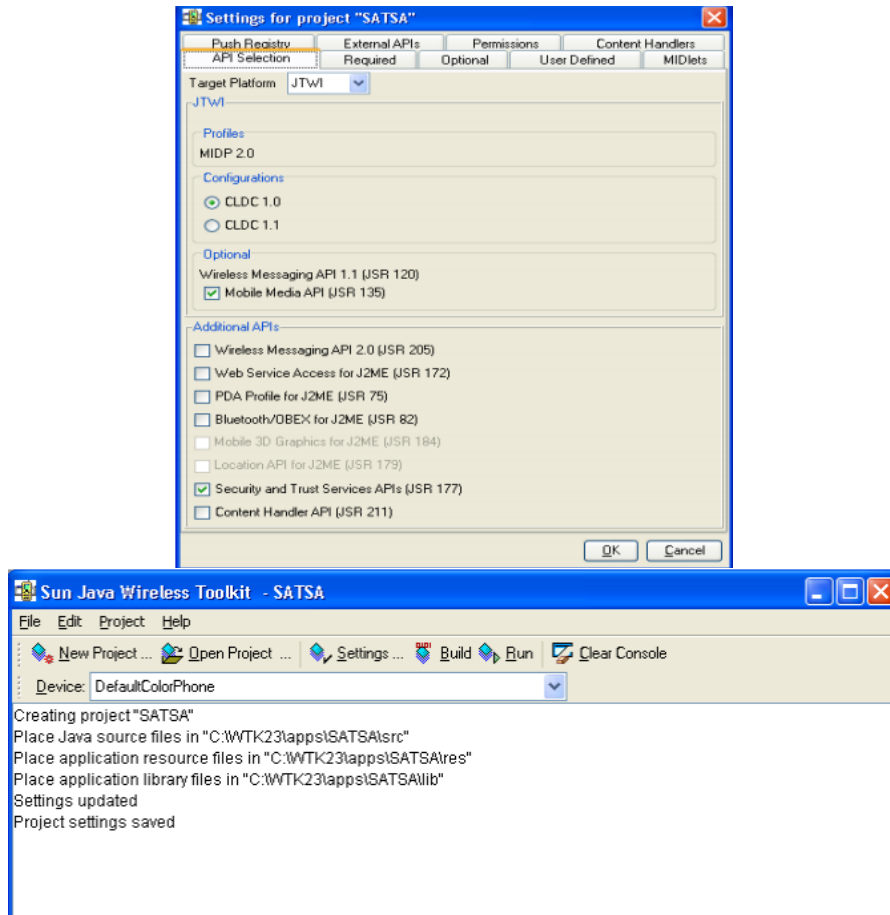 Settings for project "SATSA"
Push Registry External APIs Permissions Content Handlers
API Selection Required Optional User Defined MIDlets
Target Platform JTWI
JTWI
Profiles
MIDP 2.0
Configurations
CLDC 1.0
CLDC 1.1
Optional
Wireless Messaging API 1.1 (JSR 120)
Mobile Media API (JSR 135)
Additional APIs
Wireless Messaging API 2.0 (JSR 205)
Web Service Access for J2ME (JSR 172)
PDA Profile for J2ME (JSR 75)
Bluetooth/OBEX for J2ME (JSR 82)
Mobile 3D Graphics for J2ME (JSR 184)
Location API for J2ME (JSR 179)
Security and Trust Services APIs (JSR 177)
Content Handler API (JSR 211)
OK Cancel
Sun Java Wireless Toolkit - SATSA
File Edit Project Help
New Project ... Open Project ... Settings ... Build Run Clear Console
Device: DefaultColorPhone
Creating project "SATSA"
Place Java source files in "C:\WTK23\apps\SATSA\src"
Place application resource files in "C:\WTK23\apps\SATSA\res"
Place application library files in "C:\WTK23\apps\SATSA\lib"
Settings updated
Project settings saved